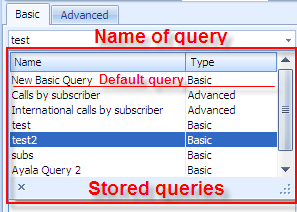 Basic Advanced
Name of query
test
Name Type
New Basic Query Default query Basic
Calls by subscriber Advanced
International calls by subscriber Advanced
test Basic
test2 Basic
subs Basic
Ayala Query 2 Basic
Stored queries